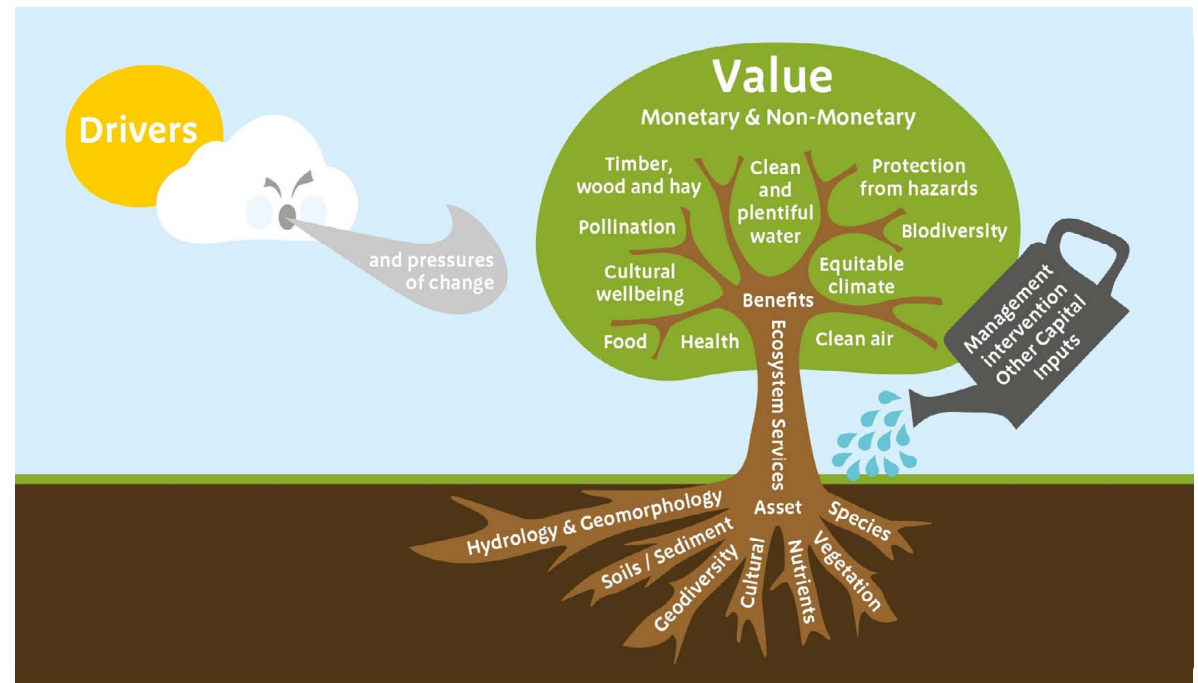 Drivers
and pressures
of change
Value
Monetary & Non-Monetary
Timber,
wood and hay
Clean
and
plentiful
water
Protection
from hazards
Pollination
Biodiversity
Cultural
wellbeing
Equitable
climate
Benefits
Food
Health
Clean air
Ecosystem Services
Management
intervention
Other Capital
Inputs
Asset
Hydrology & Geomorphology
Soils / Sediment
Geodiversity
Cultural
Nutrients
Vegetation
Species